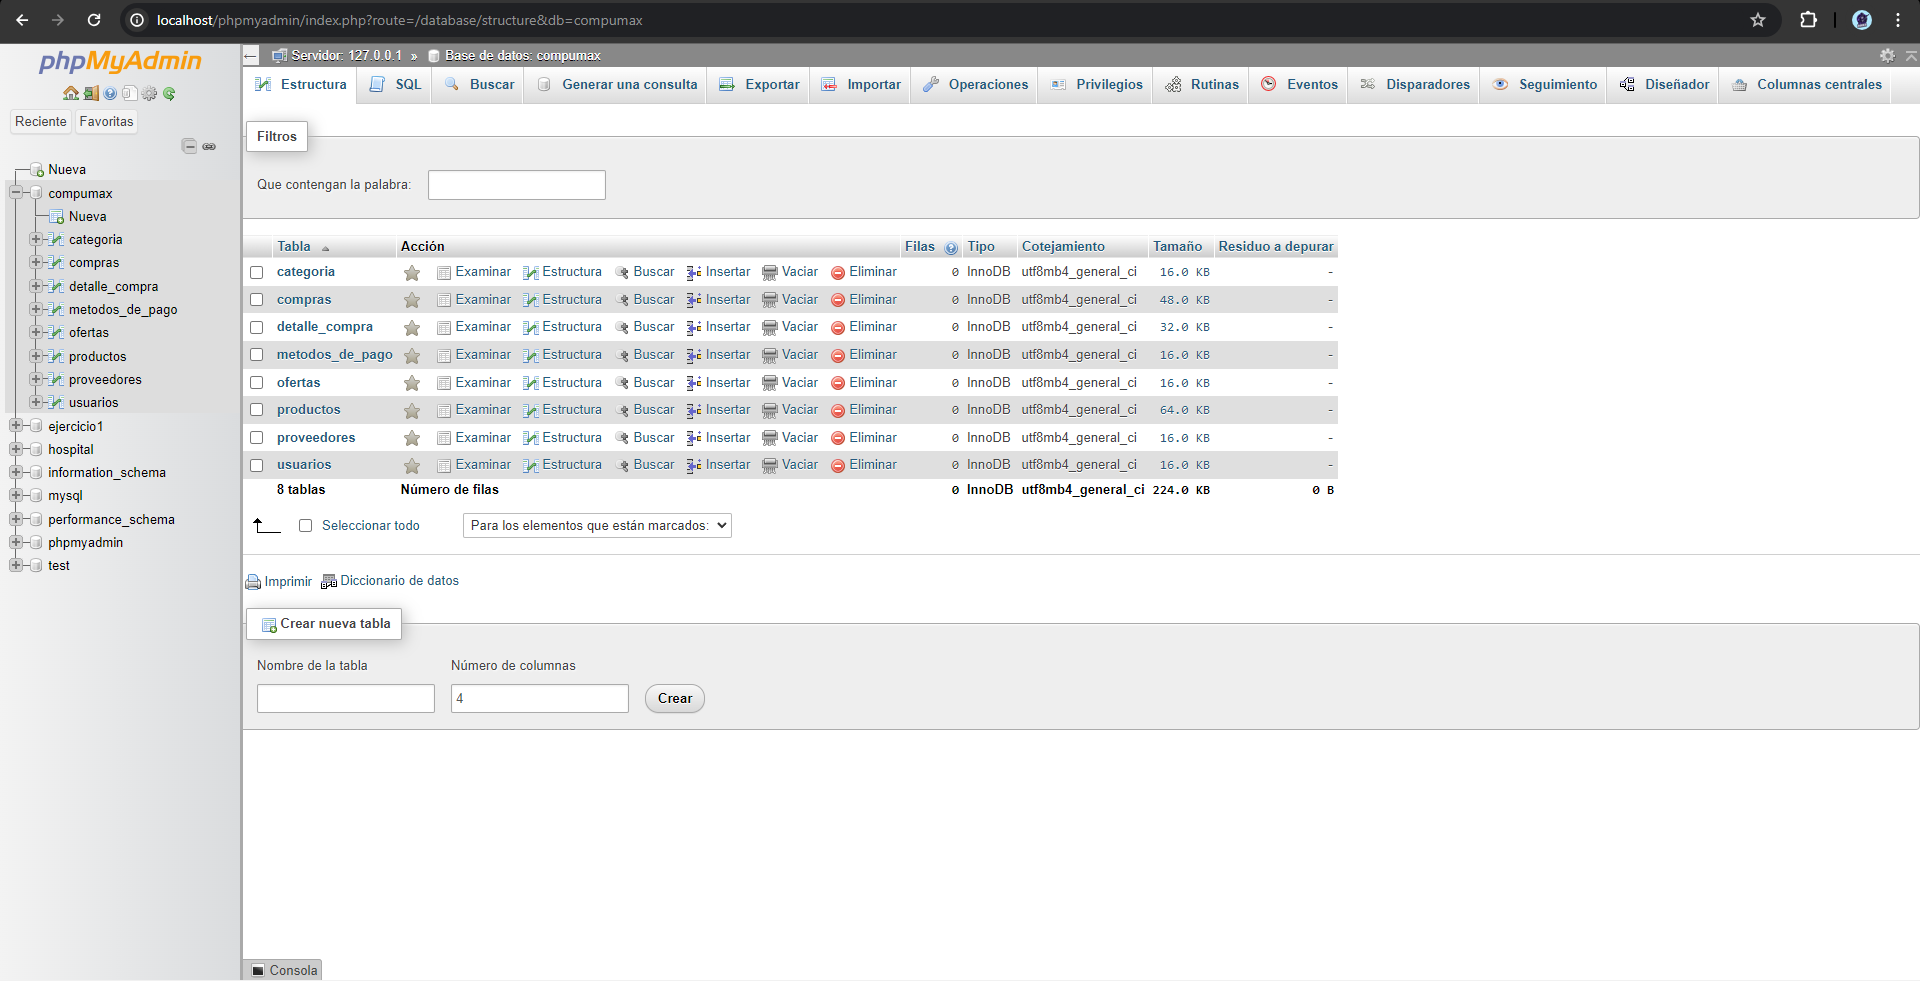 localhost/phpmyadmin/index.php?route=/database/structure&db=compumax
phpMyAdmin
Reciente Favoritas
Nueva
compumax
Nueva
categoria
compras
detalle_compra
metodos_de_pago
ofertas
productos
proveedores
usuarios
ejercicio1
hospital
information_schema
mysql
performance_schema
phpmyadmin
test
Servidor: 127.0.0.1 » Base de datos: compumax
Estructura SQL Buscar Generar una consulta Exportar Importar Operaciones Privilegios Rutinas Eventos Disparadores Seguimiento Diseñador Columnas centrales
Filtros
Que contengan la palabra:
Tabla Acción Filas Tipo Cotejamiento Tamaño Residuo a depurar
categoria Examinar Estructura Buscar Insertar Vaciar Eliminar 0 InnoDB utf8mb4_general_ci 16.0 KB -
compras Examinar Estructura Buscar Insertar Vaciar Eliminar 0 InnoDB utf8mb4_general_ci 48.0 KB -
detalle_compra Examinar Estructura Buscar Insertar Vaciar Eliminar 0 InnoDB utf8mb4_general_ci 32.0 KB -
metodos_de_pago Examinar Estructura Buscar Insertar Vaciar Eliminar 0 InnoDB utf8mb4_general_ci 16.0 KB -
ofertas Examinar Estructura Buscar Insertar Vaciar Eliminar 0 InnoDB utf8mb4_general_ci 16.0 KB -
productos Examinar Estructura Buscar Insertar Vaciar Eliminar 0 InnoDB utf8mb4_general_ci 64.0 KB -
proveedores Examinar Estructura Buscar Insertar Vaciar Eliminar 0 InnoDB utf8mb4_general_ci 16.0 KB -
usuarios Examinar Estructura Buscar Insertar Vaciar Eliminar 0 InnoDB utf8mb4_general_ci 16.0 KB -
8 tablas Número de filas 0 InnoDB utf8mb4_general_ci 224.0 KB 0 B
Seleccionar todo Para los elementos que están marcados:
Imprimir Diccionario de datos
Crear nueva tabla
Nombre de la tabla Número de columnas
4 Crear
Consola